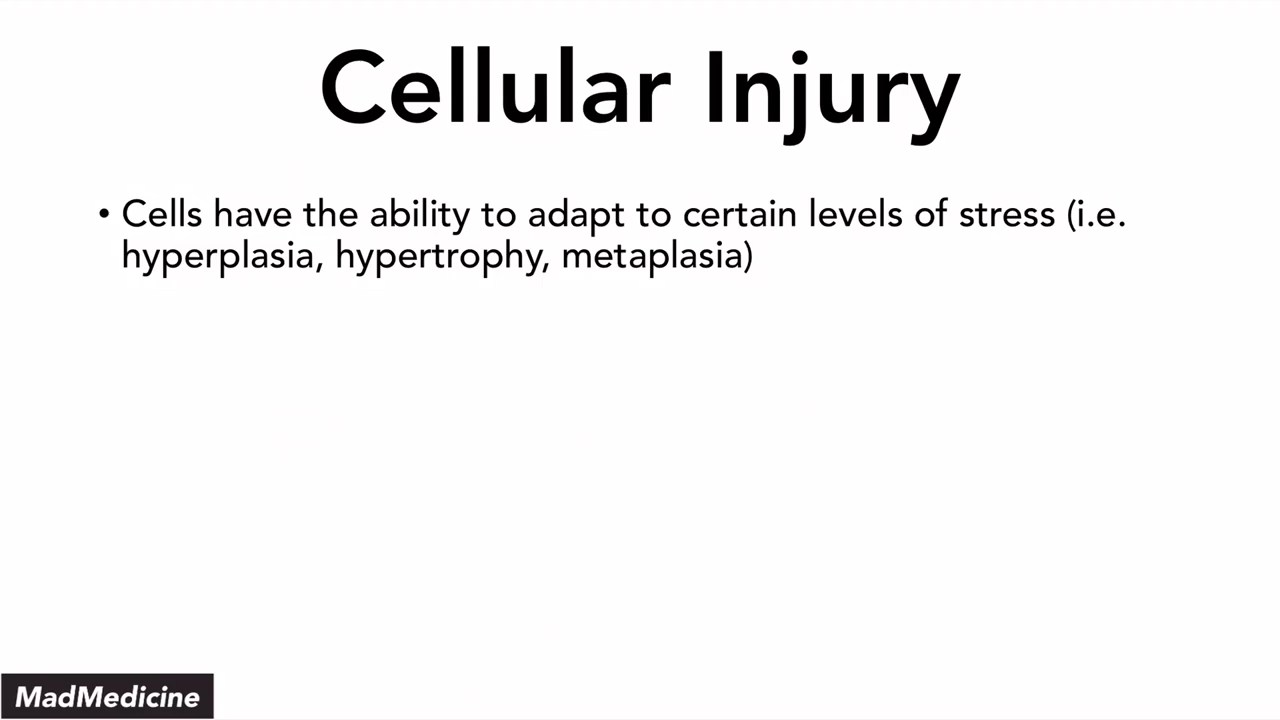 Cellular Injury
• Cells have the ability to adapt to certain levels of stress (i.e.
hyperplasia, hypertrophy, metaplasia)
MadMedicine